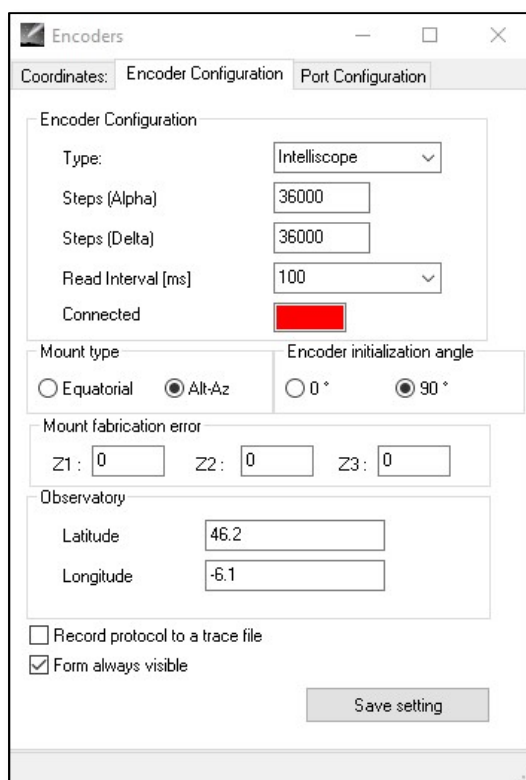 Encoders
Coordinates: Encoder Configuration Port Configuration
Encoder Configuration
Type: Intelliscope
Steps (Alpha) 36000
Steps (Delta) 36000
Read Interval [ms] 100
Connected
Mount type Encoder initialization angle
Equatorial Alt-Az 0 ° 90 °
Mount fabrication error
Z1 : 0 Z2 : 0 Z3 : 0
Observatory
Latitude 46.2
Longitude -6.1
Record protocol to a trace file
Form always visible
Save setting